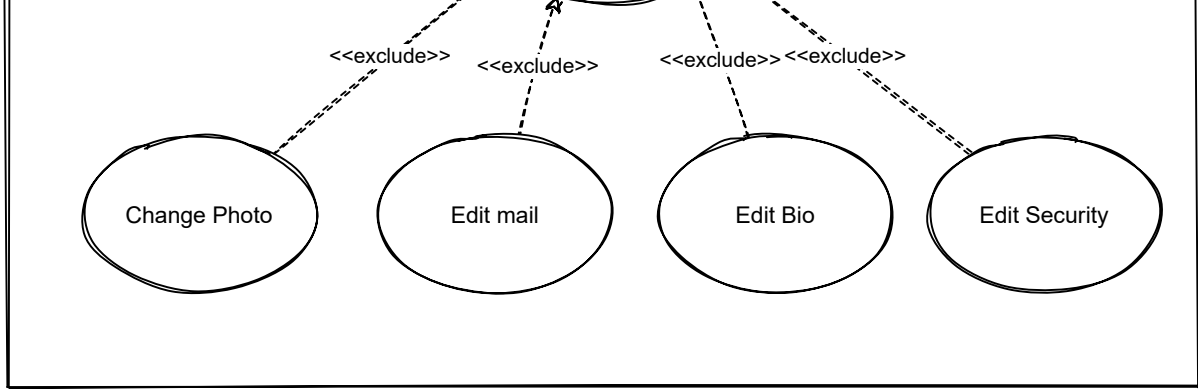 <<exclude>>
<<exclude>>
<<exclude>>
<<exclude>>
Change Photo
Edit mail
Edit Bio
Edit Security